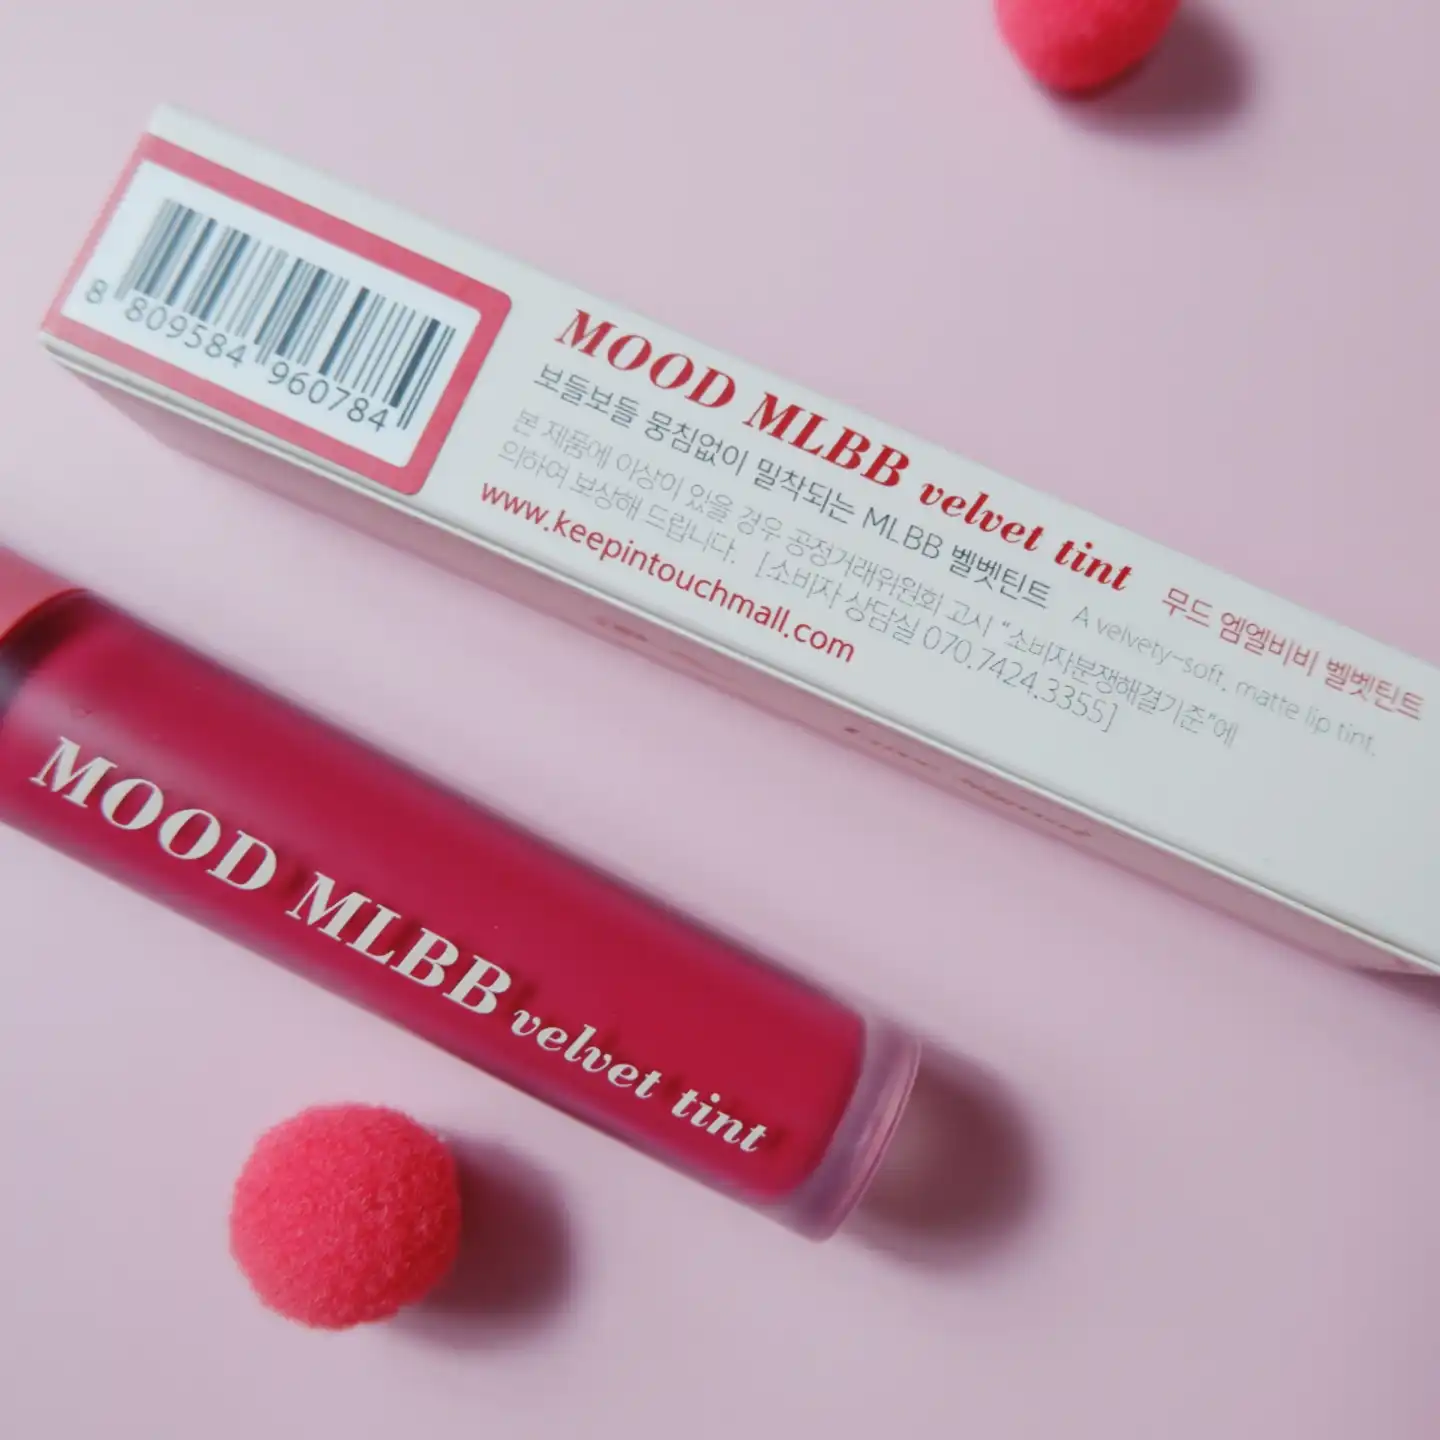 8 809584 960784
MOOD MLBB velvet tint 무드 엠엘비비 벨벳틴트
보들보들 뭉침없이 밀착되는 MLBB 벨벳틴트 A velvety-soft, matte lip tint.
본 제품에 이상이 있을 경우 공정거래위원회 고시 “소비자분쟁해결기준”에
의하여 보상해 드립니다. [소비자 상담실 070.7424.3355]
www.keepintouchmall.com
MOOD MLBB velvet tint